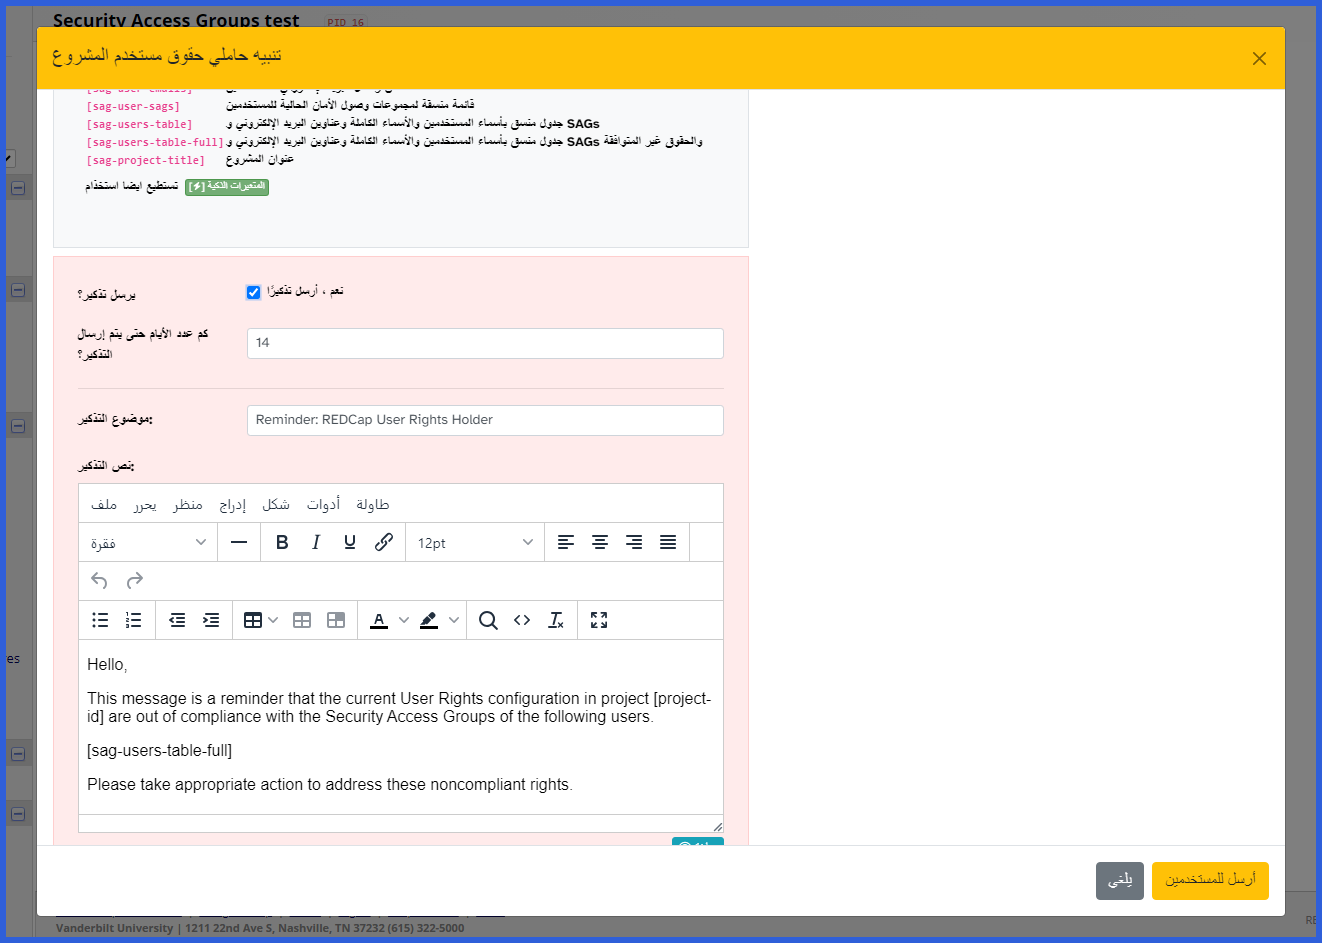 Security Access Groups test PID 16
تنبيه حاملي حقوق مستخدم المشروع
[sag-user-emails]
[sag-user-sags] قائمة منسقة لمجموعات وصول الأمان الحالية للمستخدمين
[sag-users-table] جدول منسق بأسماء المستخدمين والأسماء الكاملة وعناوين البريد الإلكتروني و SAGs
[sag-users-table-full] جدول منسق بأسماء المستخدمين والأسماء الكاملة وعناوين البريد الإلكتروني و SAGs والحقوق غير المتوافقة
[sag-project-title] عنوان المشروع
تستطيع ايضا استخدام [⚡] المتغيرات الذكية
يرسل تذكير؟
نعم ، أرسل تذكيرًا
كم عدد الأيام حتى يتم إرسال
التذكير؟
14
موضوع التذكير:
Reminder: REDCap User Rights Holder
نص التذكير:
ملف يحرر منظر إدراج شكل أدوات طاولة
فقرة B I U 12pt
Hello,
This message is a reminder that the current User Rights configuration in project [project-
id] are out of compliance with the Security Access Groups of the following users.
[sag-users-table-full]
Please take appropriate action to address these noncompliant rights.
يلغي
أرسل للمستخدمين
Vanderbilt University | 1211 22nd Ave S, Nashville, TN 37232 (615) 322-5000